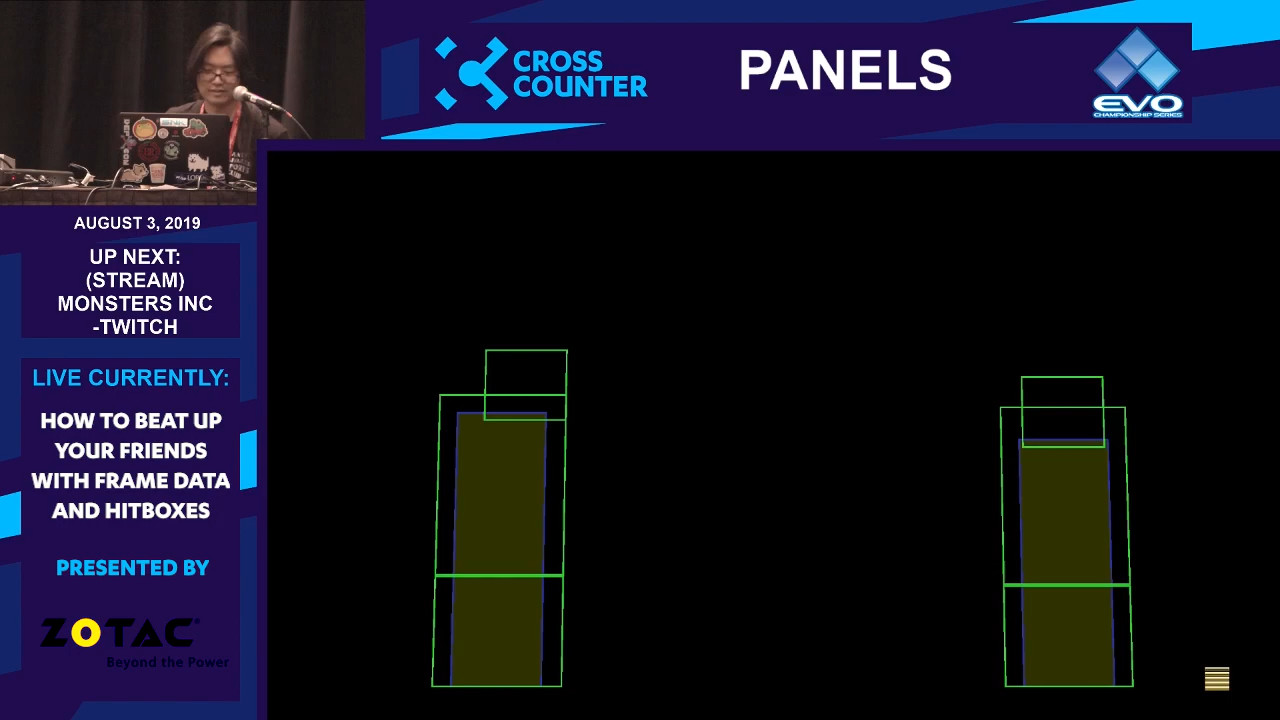 CROSS
COUNTER
PANELS
EVO
CHAMPIONSHIP SERIES
AUGUST 3, 2019
UP NEXT:
(STREAM)
MONSTERS INC
-TWITCH
LIVE CURRENTLY:
HOW TO BEAT UP
YOUR FRIENDS
WITH FRAME DATA
AND HITBOXES
PRESENTED BY
ZOTAC®
Beyond the Power